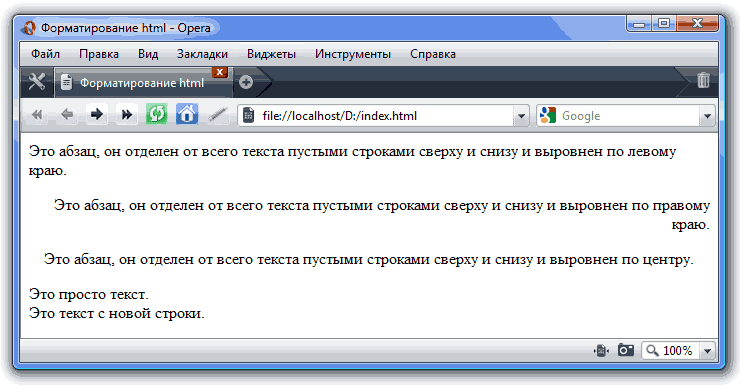 Форматирование html - Opera
Файл Правка Вид Закладки Виджеты Инструменты Справка
Форматирование html
file://localhost/D:/index.html Google
Это абзац, он отделен от всего текста пустыми строками сверху и снизу и выровнен по левому
краю.
Это абзац, он отделен от всего текста пустыми строками сверху и снизу и выровнен по правому
краю.
Это абзац, он отделен от всего текста пустыми строками сверху и снизу и выровнен по центру.
Это просто текст.
Это текст с новой строки.
100%